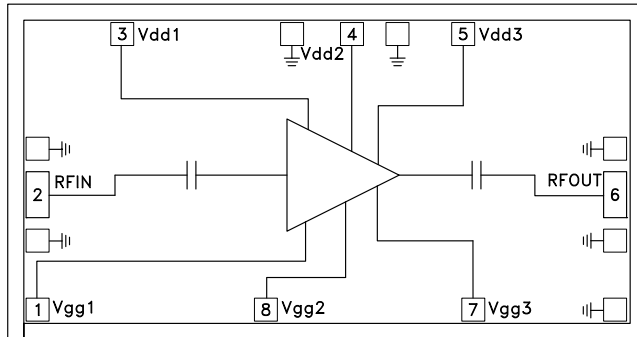 3 Vdd1
Vdd2 4
5 Vdd3
2 RFIN
RFOUT 6
1 Vgg1
8 Vgg2
7 Vgg3